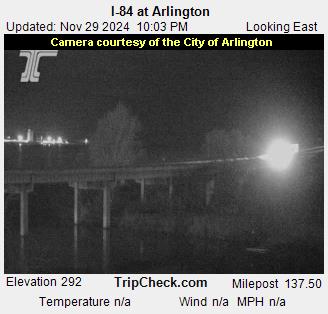 I-84 at Arlington
Updated: Nov 29 2024 10:03 PM Looking East
Camera courtesy of the City of Arlington
Elevation 292 TripCheck.com Milepost 137.50
Temperature n/a Wind n/a MPH n/a